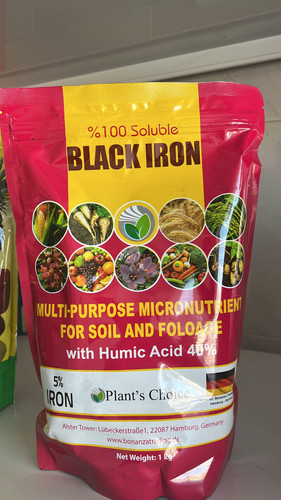 %100 Soluble
BLACK IRON
MULTI-PURPOSE MICRONUTRIENT
FOR SOIL AND FOLOAGE
with Humic Acid 40%
5%
IRON
Plant's Choice
Alster Tower: Lübeckerstraße1, 22087 Hamburg, Germany
Net Weight: 1 kg